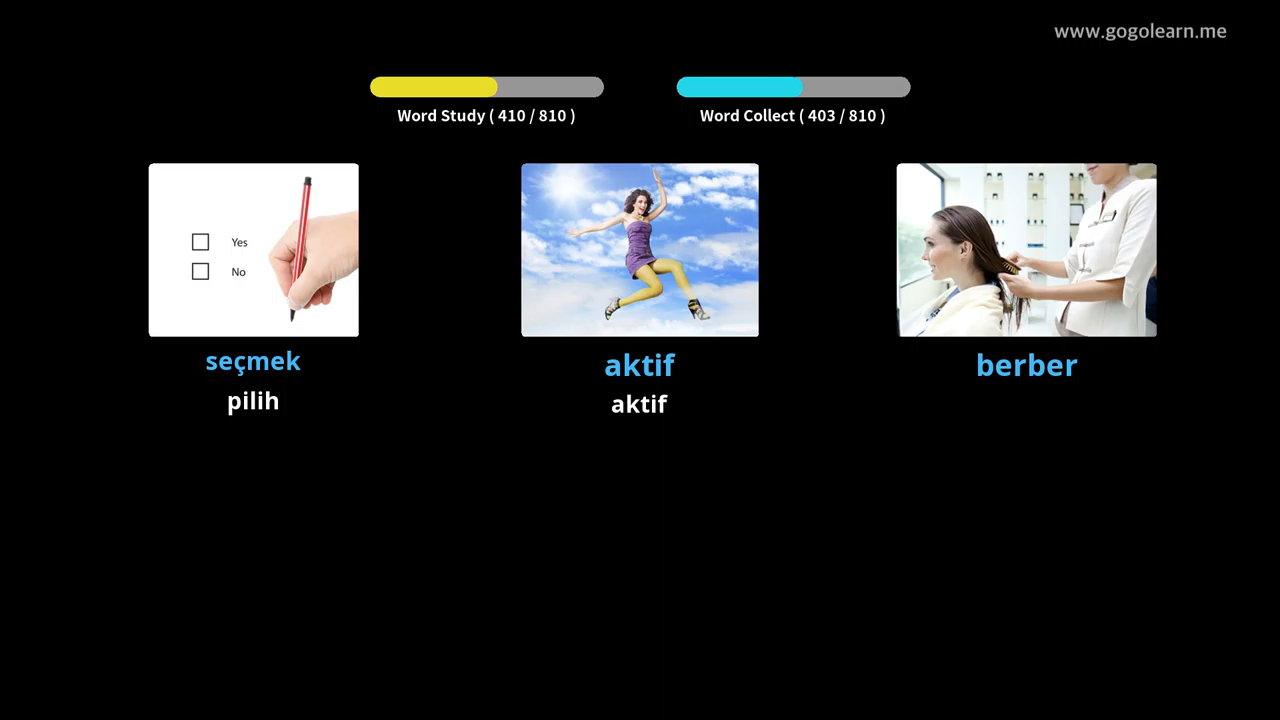 www.gogolearn.me
Word Study ( 410 / 810 )
Word Collect ( 403 / 810 )
Yes
No
seçmek
pilih
aktif
aktif
berber